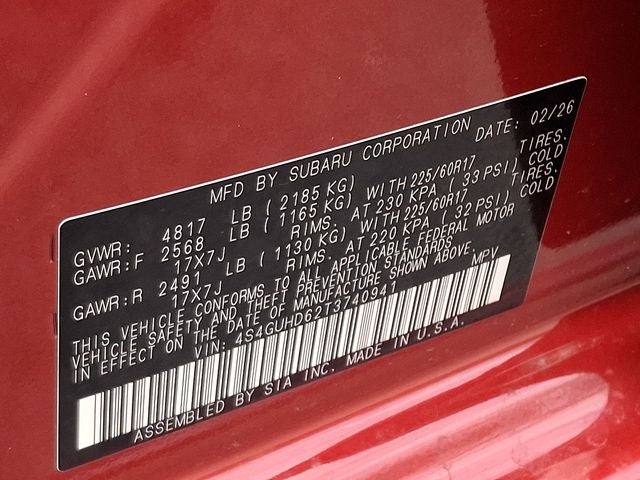 MFD BY SUBARU CORPORATION DATE: 02/26
GVWR: 4817 LB ( 2185 KG)
GAWR:F 2568 LB ( 1165 KG) WITH 225/60R17 TIRES.
17X7J RIMS. AT 230 KPA ( 33 PSI) COLD
GAWR:R 2491 LB ( 1130 KG) WITH 225/60R17 TIRES.
17X7J RIMS. AT 220 KPA ( 32 PSI) COLD
THIS VEHICLE CONFORMS TO ALL APPLICABLE FEDERAL MOTOR
VEHICLE SAFETY AND THEFT PREVENTION STANDARDS
IN EFFECT ON THE DATE OF MANUFACTURE SHOWN ABOVE.
VIN: 4S4GUHD62T3740941 MPV
ASSEMBLED BY SIA INC. MADE IN U.S.A.